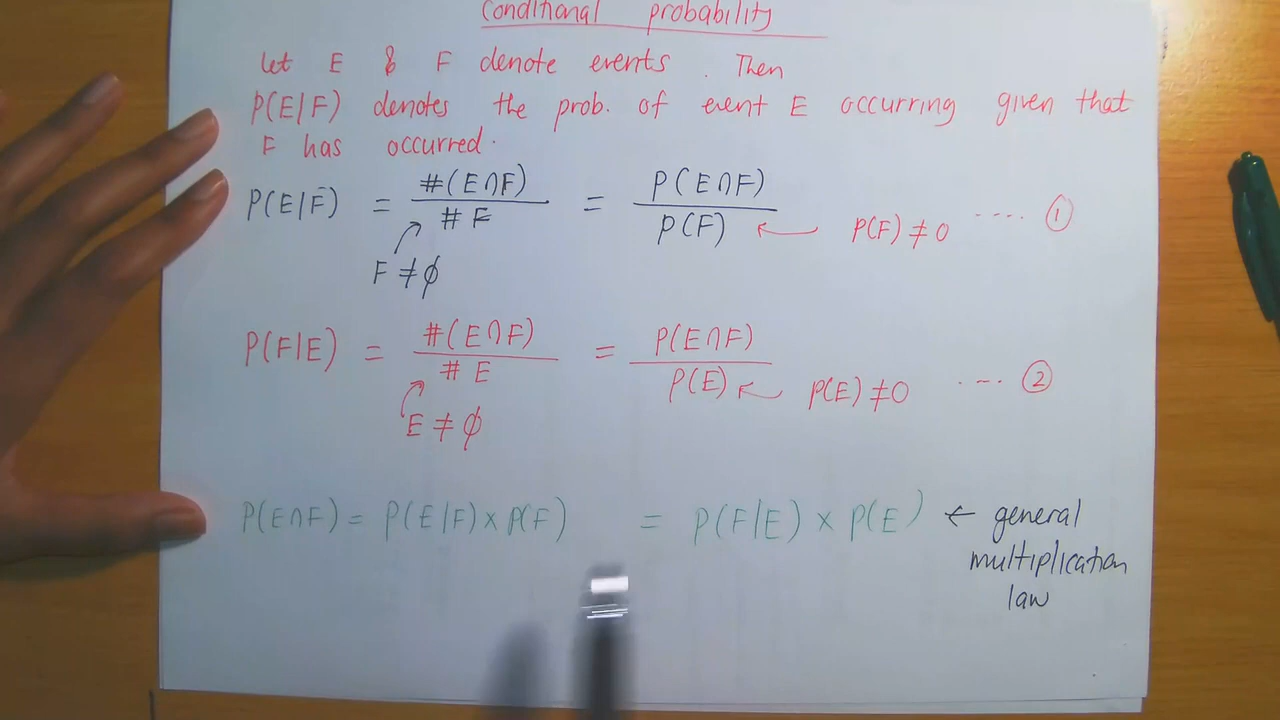 Conditional probability
Let E & F denote events. Then
P(E|F) denotes the prob. of event E occurring given that
F has occurred.
P(E|F) = #(E∩F) / #F = P(E∩F) / P(F) ← P(F) ≠ 0 .... ①
F ≠ ϕ
P(F|E) = #(E∩F) / #E = P(E∩F) / P(E) ← P(E) ≠ 0 .... ②
E ≠ ϕ
P(E∩F) = P(E|F) × P(F) = P(F|E) × P(E) ← general
multiplication
law